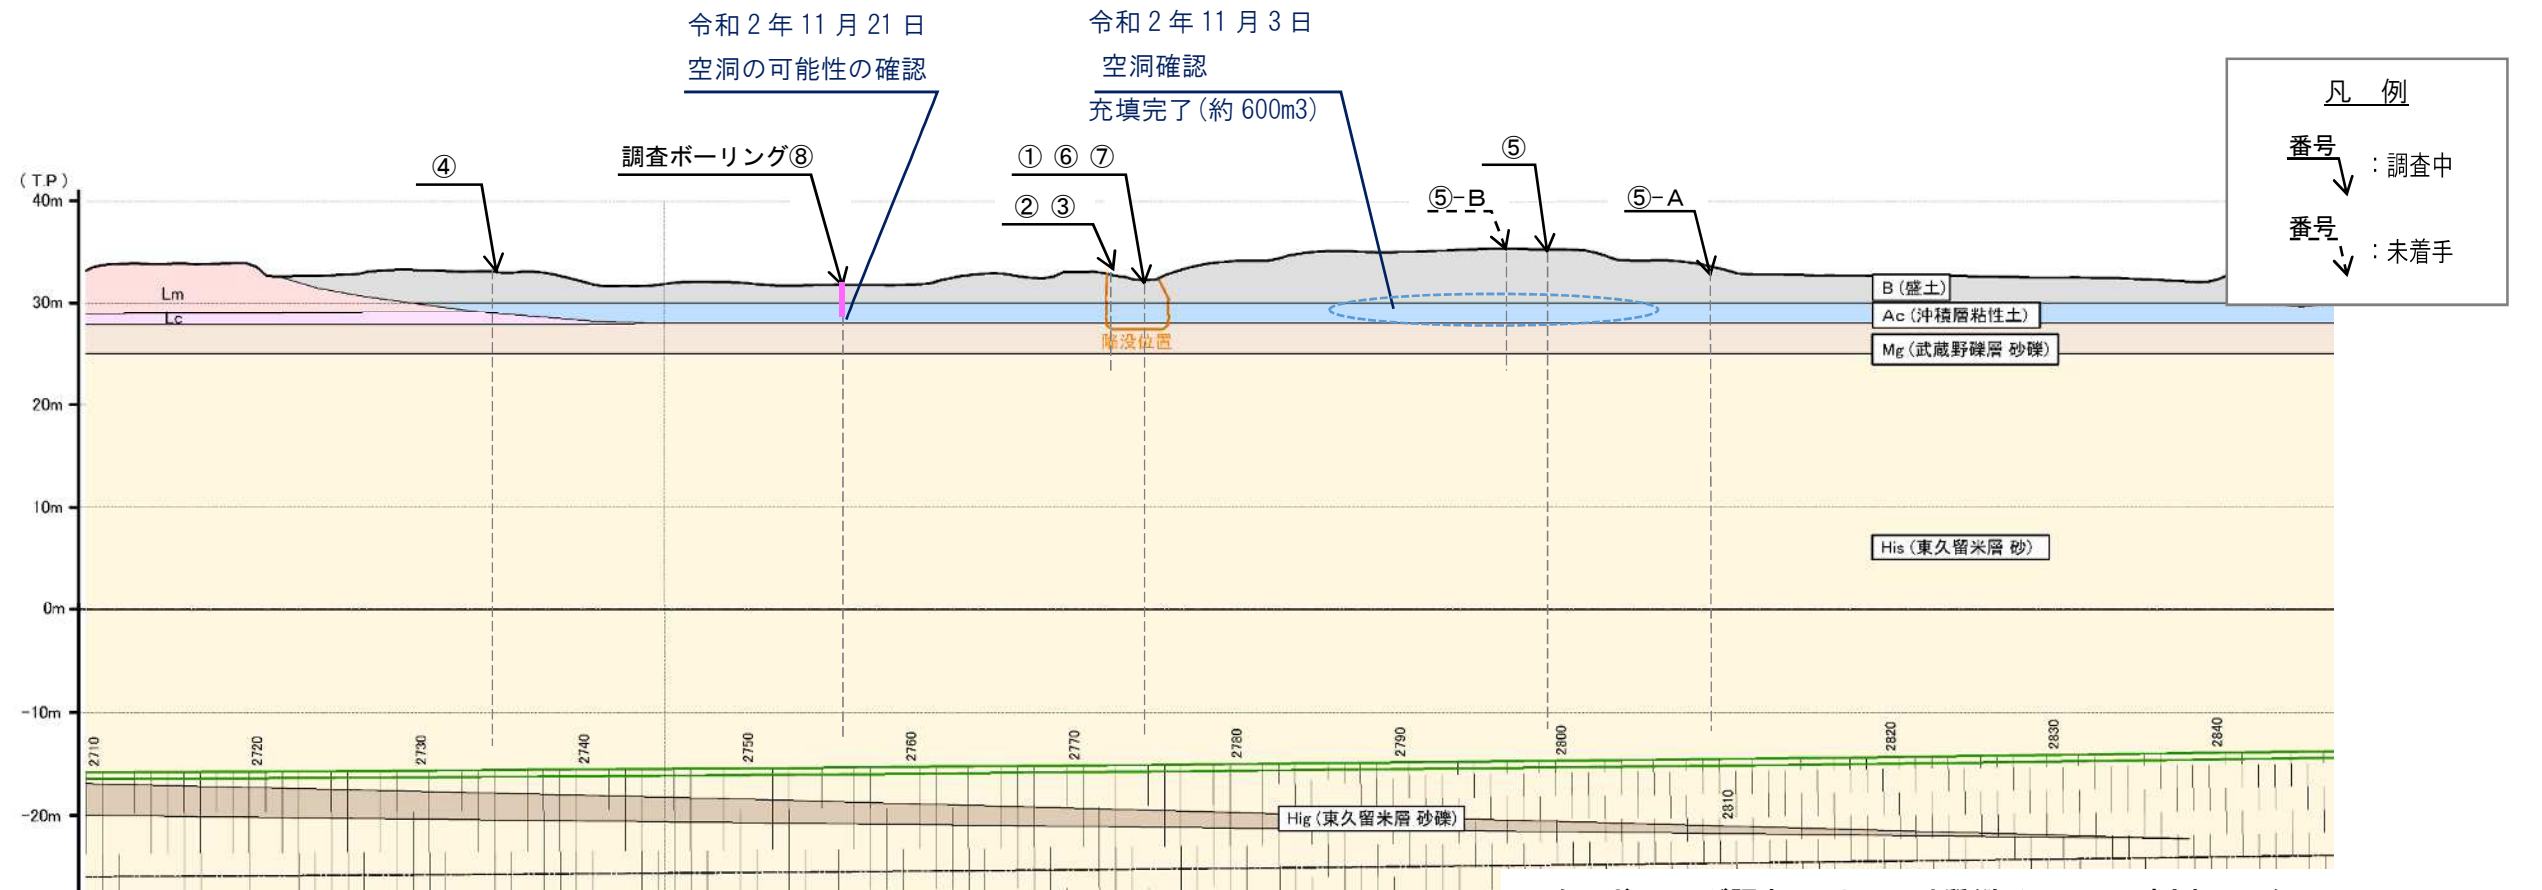 令和2年11月21日
空洞の可能性の確認
令和2年11月3日
空洞確認
充填完了(約600m3)
凡 例
番号
:調査中
番号
:未着手
④
調査ボーリング⑧
① ⑥ ⑦
② ③
⑤-B
⑤
⑤-A
(T.P)
40m
30m
20m
10m
0m
-10m
-20m
Lm
Lc
陥没位置
B(盛土)
Ac(沖積層粘性土)
Mg(武蔵野礫層 砂礫)
His(東久留米層 砂)
2710
2720
2730
2740
2750
2760
2770
2780
2790
2800
2810
2820
2830
2840
Hig(東久留米層 砂礫)